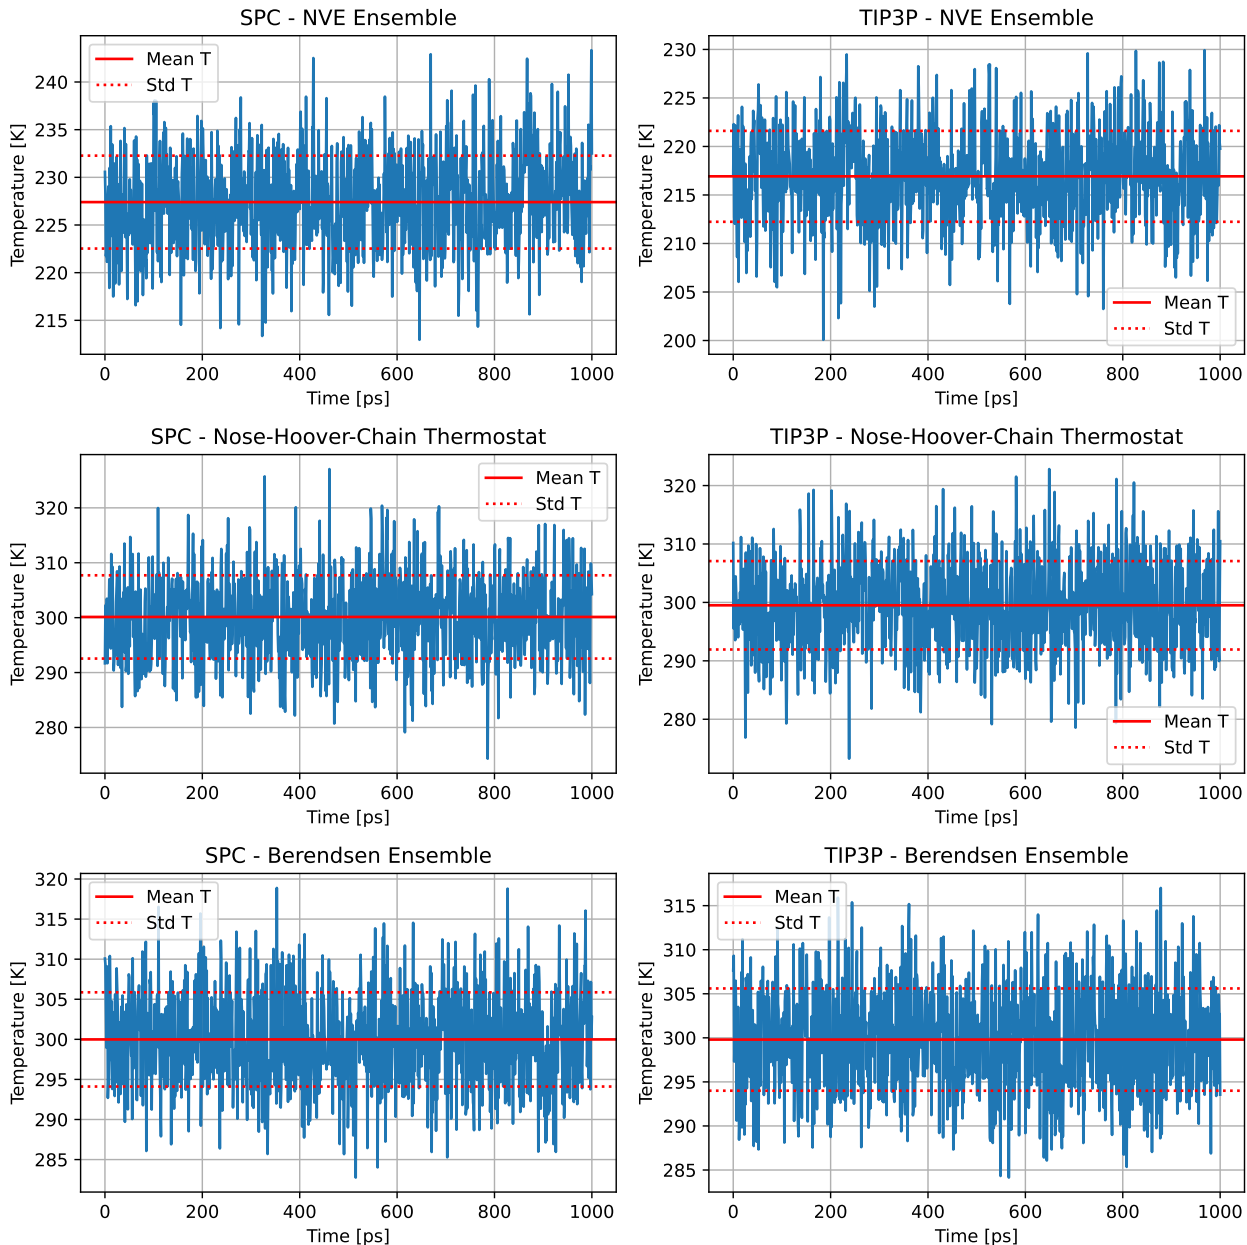 SPC - NVE Ensemble
Temperature [K]
240
235
230
225
220
215
Mean T
Std T
0 200 400 600 800 1000
Time [ps]
TIP3P - NVE Ensemble
Temperature [K]
230
225
220
215
210
205
200
Mean T
Std T
0 200 400 600 800 1000
Time [ps]
SPC - Nose-Hoover-Chain Thermostat
Temperature [K]
320
310
300
290
280
Mean T
Std T
0 200 400 600 800 1000
Time [ps]
TIP3P - Nose-Hoover-Chain Thermostat
Temperature [K]
320
310
300
290
280
Mean T
Std T
0 200 400 600 800 1000
Time [ps]
SPC - Berendsen Ensemble
Temperature [K]
320
315
310
305
300
295
290
285
Mean T
Std T
0 200 400 600 800 1000
Time [ps]
TIP3P - Berendsen Ensemble
Temperature [K]
315
310
305
300
295
290
285
Mean T
Std T
0 200 400 600 800 1000
Time [ps]